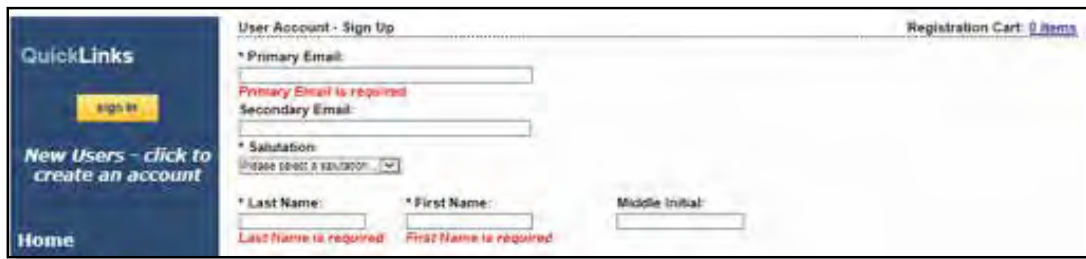 User Account - Sign Up
Registration Cart: 0 items
QuickLinks
sign in
New Users - click to
create an account
Home
* Primary Email:
Primary Email is required
Secondary Email:
* Salutation:
Please select a salutation...
* Last Name: * First Name: Middle Initial:
Last Name is required First Name is required